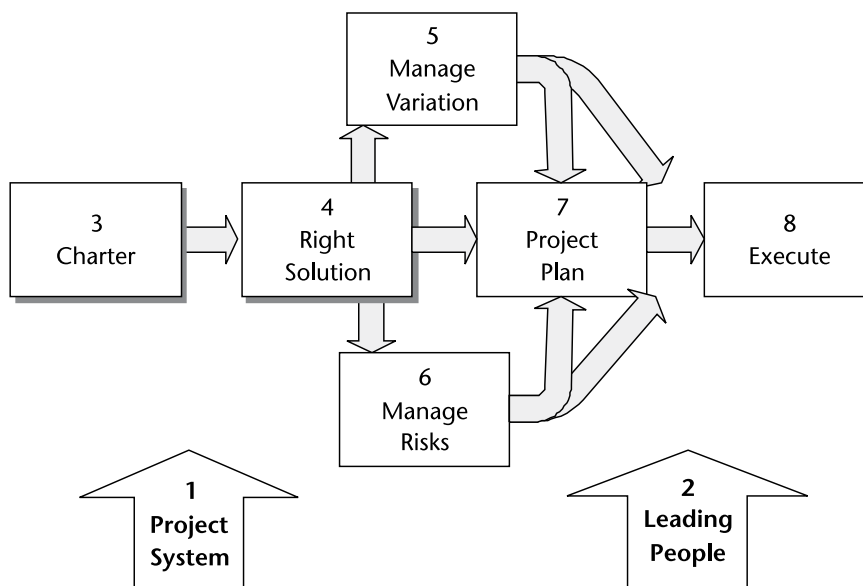 5
Manage
Variation
3
Charter
4
Right
Solution
7
Project
Plan
8
Execute
6
Manage
Risks
1
Project
System
2
Leading
People